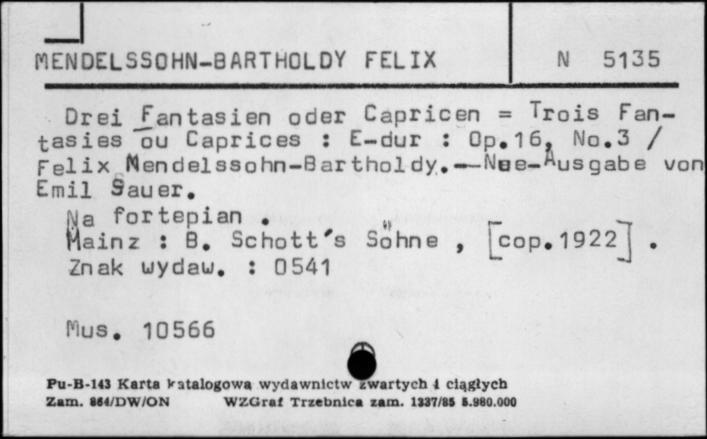 MENDELSSOHN-BARTHOLDY FELIX N 5135
Drei Fantasien oder Capricen = Trois Fan-
tasies ou Caprices : E-dur : Op.16, No.3 /
Felix Mendelssohn-Bartholdy.—Nue-Ausgabe von
Emil Sauer.
Na fortepian .
Mainz : B. Schott's Söhne , [cop.1922] .
Znak wydaw. : 0541
Mus. 10566
Pu-B-143 Karta katalogowa wydawnictw zwartych i ciągłych
Zam. 864/DW/ON WZGraf Trzebnica zam. 1337/85 5.980.000